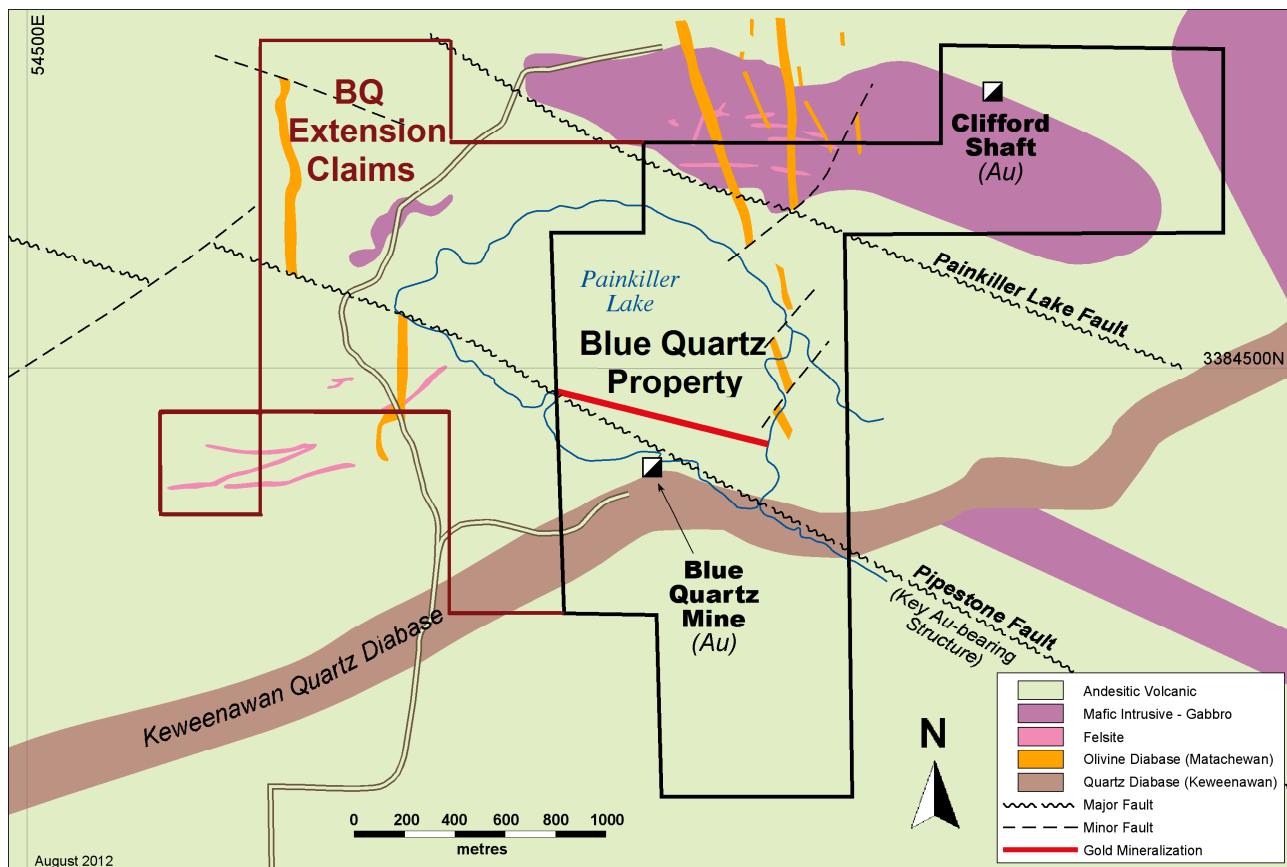 54500E
BQ
Extension
Claims
Clifford
Shaft
(Au)
Painkiller
Lake
Painkiller Lake Fault
Blue Quartz
Property
3384500N
Blue
Quartz
Mine
(Au)
Pipestone Fault
(Key Au-bearing
Structure)
Keweenawan Quartz Diabase
N
Andesitic Volcanic
Mafic Intrusive - Gabbro
Felsite
Olivine Diabase (Matachewan)
Quartz Diabase (Keweenawan)
Major Fault
Minor Fault
Gold Mineralization
0 200 400 600 800 1000
metres
August 2012